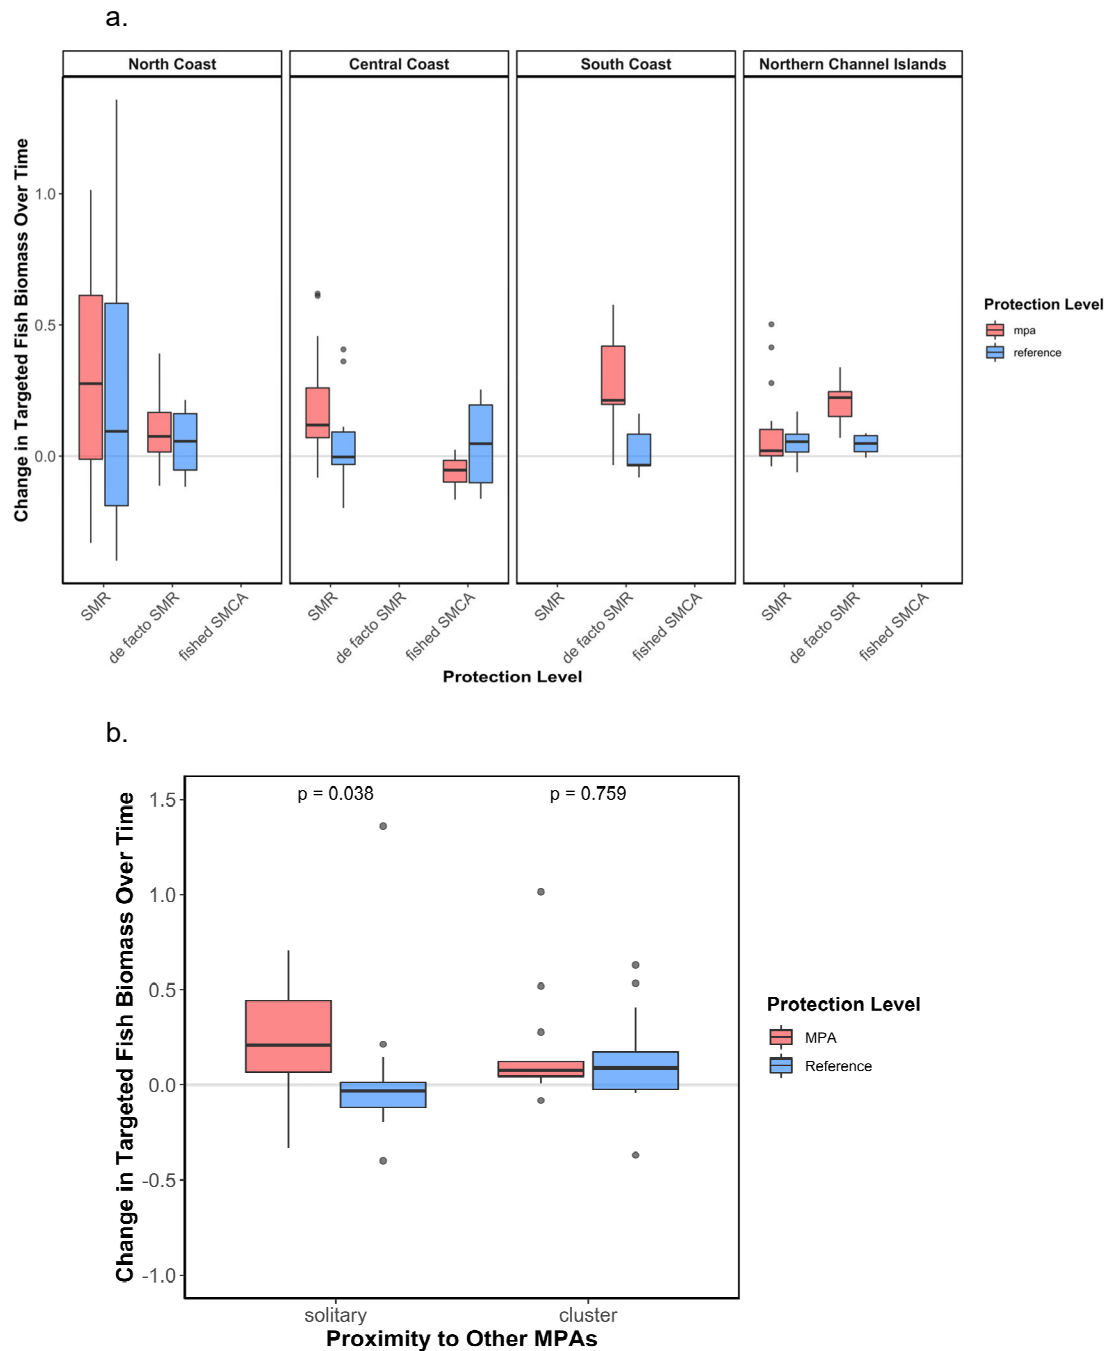 a.
North Coast
Central Coast
South Coast
Northern Channel Islands
Change in Targeted Fish Biomass Over Time
1.0
0.5
0.0
SMR
de facto SMR
fished SMCA
SMR
de facto SMR
fished SMCA
SMR
de facto SMR
fished SMCA
SMR
de facto SMR
fished SMCA
Protection Level
Protection Level
mpa
reference
b.
Change in Targeted Fish Biomass Over Time
1.5
1.0
0.5
0.0
-0.5
-1.0
p = 0.038
p = 0.759
solitary
cluster
Proximity to Other MPAs
Protection Level
MPA
Reference